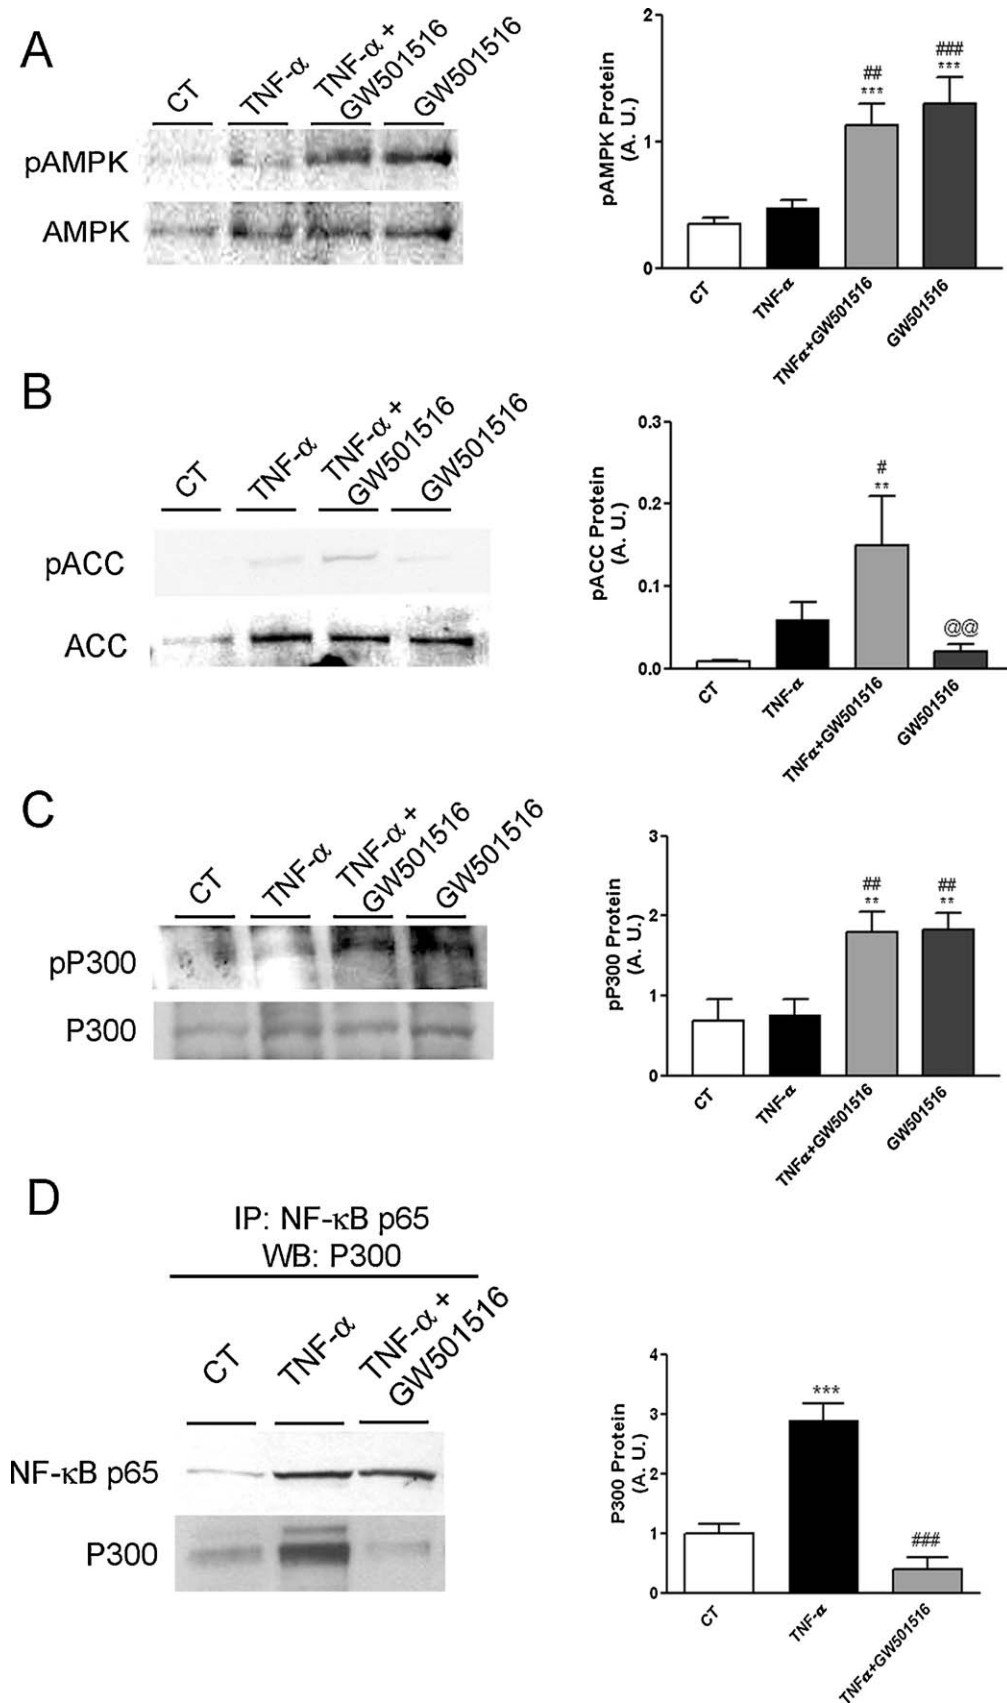 A
CT
TNF-α
TNF-α +
GW501516
GW501516
pAMPK
AMPK
pAMPK Protein
(A. U.)
2
1
0
##
***
###
***
CT
TNF-α
TNFα+GW501516
GW501516
B
CT
TNF-α
TNF-α +
GW501516
GW501516
pACC
ACC
pACC Protein
(A. U.)
0.3
0.2
0.1
0.0
#
**
@@
CT
TNF-α
TNFα+GW501516
GW501516
C
CT
TNF-α
TNF-α +
GW501516
GW501516
pP300
P300
pP300 Protein
(A. U.)
3
2
1
0
##
**
##
**
CT
TNF-α
TNFα+GW501516
GW501516
D
IP: NF-κB p65
WB: P300
CT
TNF-α
TNF-α +
GW501516
NF-κB p65
P300
P300 Protein
(A. U.)
4
3
2
1
0
***
###
CT
TNF-α
TNFα+GW501516